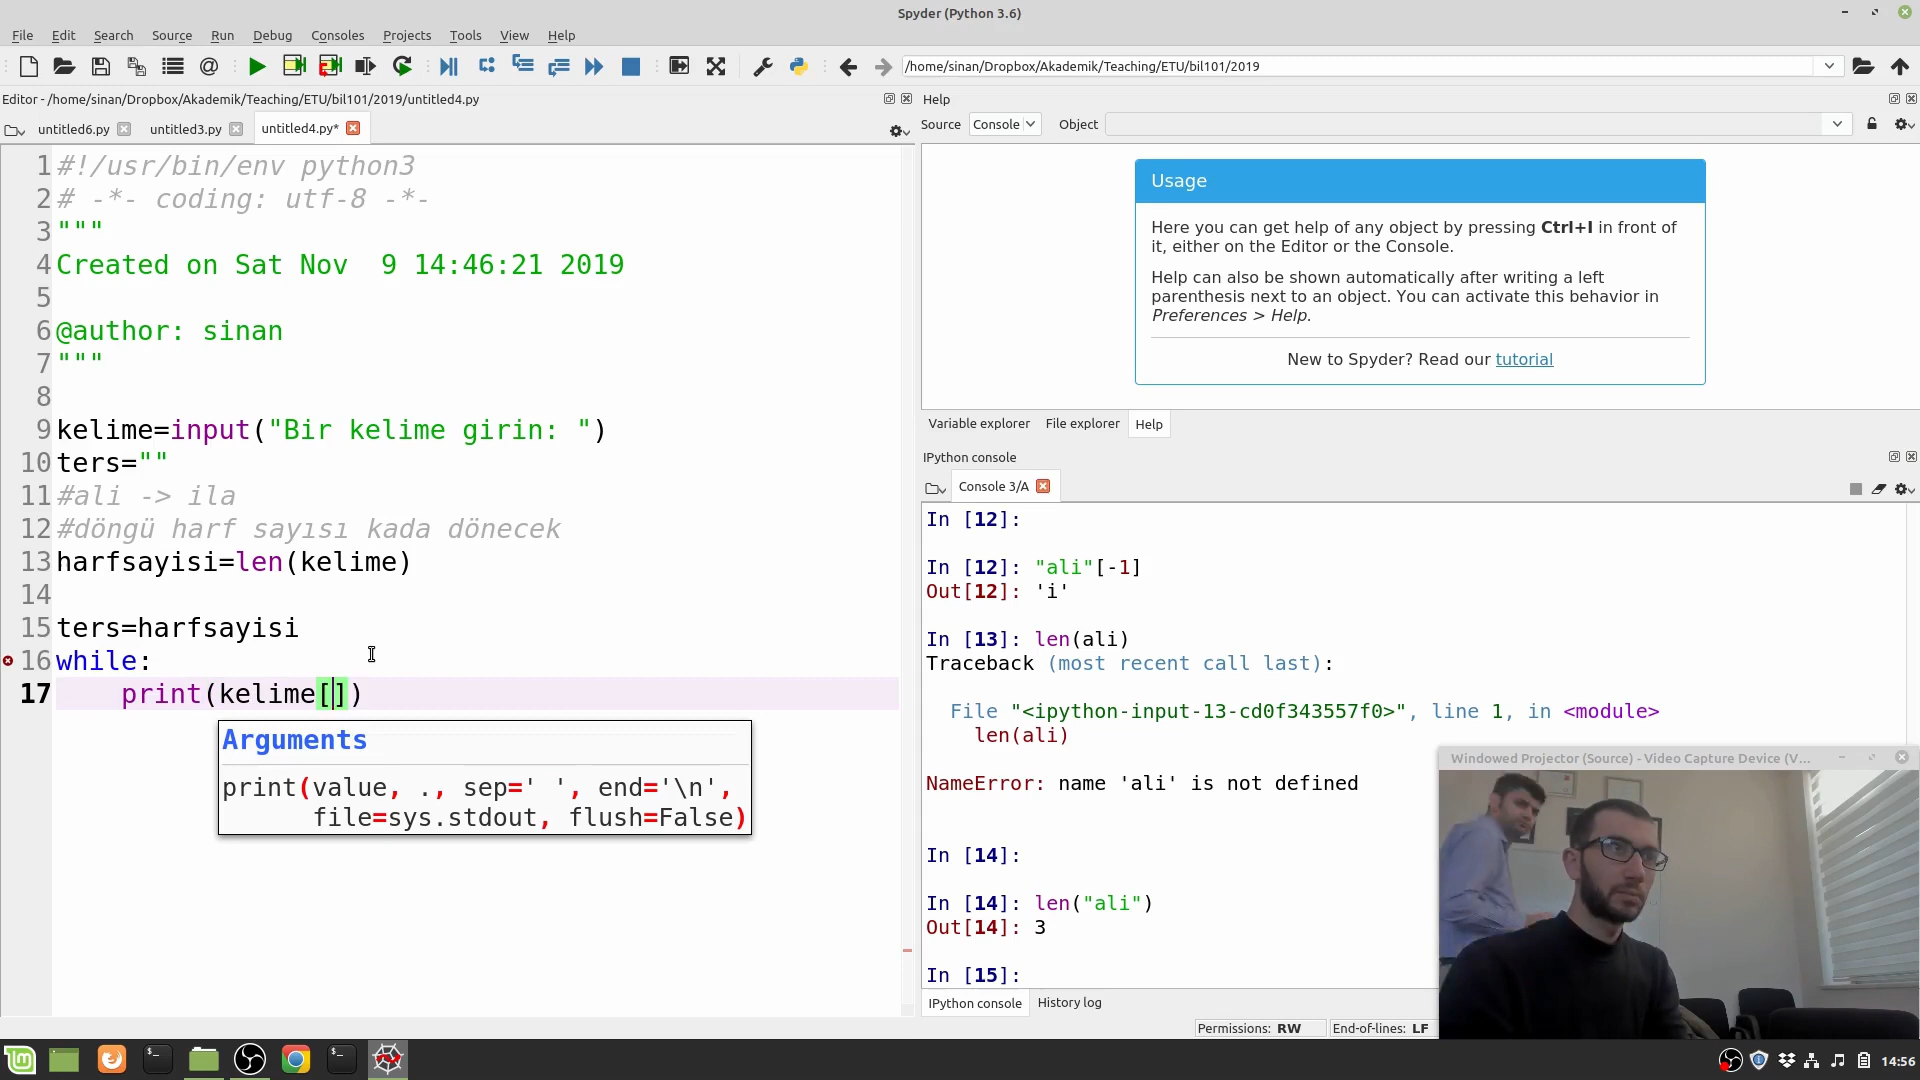 Spyder (Python 3.6)
File Edit Search Source Run Debug Consoles Projects Tools View Help
/home/sinan/Dropbox/Akademik/Teaching/ETU/bil101/2019
Editor - /home/sinan/Dropbox/Akademik/Teaching/ETU/bil101/2019/untitled4.py
untitled6.py untitled3.py untitled4.py*
1 #!/usr/bin/env python3
2 # -*- coding: utf-8 -*-
3 """
4 Created on Sat Nov  9 14:46:21 2019
5
6 @author: sinan
7 """
8
9 kelime=input("Bir kelime girin: ")
10 ters=""
11 #ali -> ila
12 #döngü harf sayısı kada dönecek
13 harfsayisi=len(kelime)
14
15 ters=harfsayisi
16 while:
17     print(kelime[])
Arguments
print(value, ., sep=' ', end='\n',
file=sys.stdout, flush=False)
Help
Source Console Object
Usage
Here you can get help of any object by pressing Ctrl+I in front of
it, either on the Editor or the Console.
Help can also be shown automatically after writing a left
parenthesis next to an object. You can activate this behavior in
Preferences > Help.
New to Spyder? Read our tutorial
Variable explorer File explorer Help
IPython console
Console 3/A
In [12]:
In [12]: "ali"[-1]
Out[12]: 'i'
In [13]: len(ali)
Traceback (most recent call last):
File "<ipython-input-13-cd0f343557f0>", line 1, in <module>
len(ali)
NameError: name 'ali' is not defined
In [14]:
In [14]: len("ali")
Out[14]: 3
In [15]:
IPython console History log
Permissions: RW End-of-lines: LF
Windowed Projector (Source) - Video Capture Device (V...
14:56